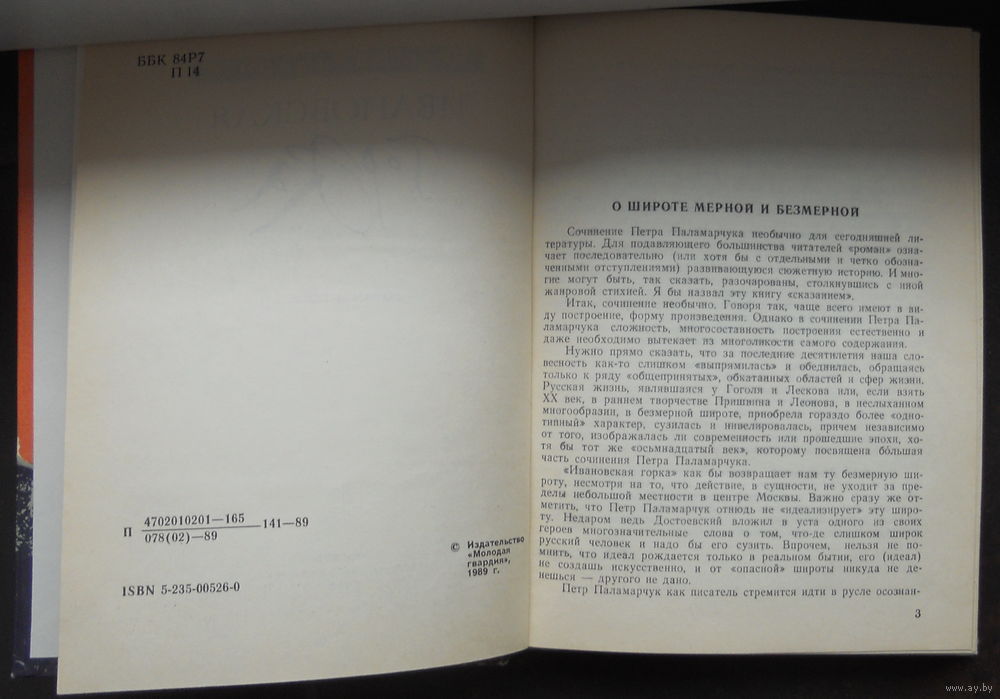 ББК 84Р7
П 14
П 4702010201—165 141—89
078(02)—89
ISBN 5-235-00526-0
© Издательство
«Молодая
гвардия»,
1989 г.
О ШИРОТЕ МЕРНОЙ И БЕЗМЕРНОЙ
Сочинение Петра Паламарчука необычно для сегодняшней ли-
тературы. Для подавляющего большинства читателей «роман» озна-
чает последовательно (или хотя бы с отдельными и четко обозна-
ченными отступлениями) развивающуюся сюжетную историю. И мно-
гие могут быть, так сказать, разочарованы, столкнувшись с иной
жанровой стихией. Я бы назвал эту книгу «сказанием».
Итак, сочинение необычно. Говоря так, чаще всего имеют в ви-
ду построение, форму произведения. Однако в сочинении Петра Па-
ламарчука сложность, многосоставность построения естественно и
даже необходимо вытекает из многоликости самого содержания.
Нужно прямо сказать, что за последние десятилетия наша сло-
весность как-то слишком «выпрямилась» и обеднилась, обращаясь
только к ряду «общепринятых», обкатанных областей и сфер жизни.
Русская жизнь, являвшаяся у Гоголя и Лескова или, если взять
XX век, в раннем творчестве Пришвина и Леонова, в неслыханном
многообразии, в безмерной широте, приобрела гораздо более «одно-
типный» характер, сузилась и нивелировалась, причем независимо
от того, изображалась ли современность или прошедшие эпохи, хо-
тя бы тот же «осьмнадцатый век», которому посвящена бо́льшая
часть сочинения Петра Паламарчука.
«Ивановская горка» как бы возвращает нам ту безмерную ши-
роту, несмотря на то, что действие, в сущности, не уходит за пре-
делы небольшой местности в центре Москвы. Важно сразу же от-
метить, что Петр Паламарчук отнюдь не «идеализирует» эту широ-
ту. Недаром ведь Достоевский вложил в уста одного из своих
героев многозначительные слова о том, что-де слишком широк
русский человек и надо бы его сузить. Впрочем, нельзя не по-
мнить, что идеал рождается только в реальном бытии, его (идеал)
не создашь искусственно, и от «опасной» широты никуда не де-
нешься — другого не дано.
Петр Паламарчук как писатель стремится идти в русле осознан-
3
www.ay.by